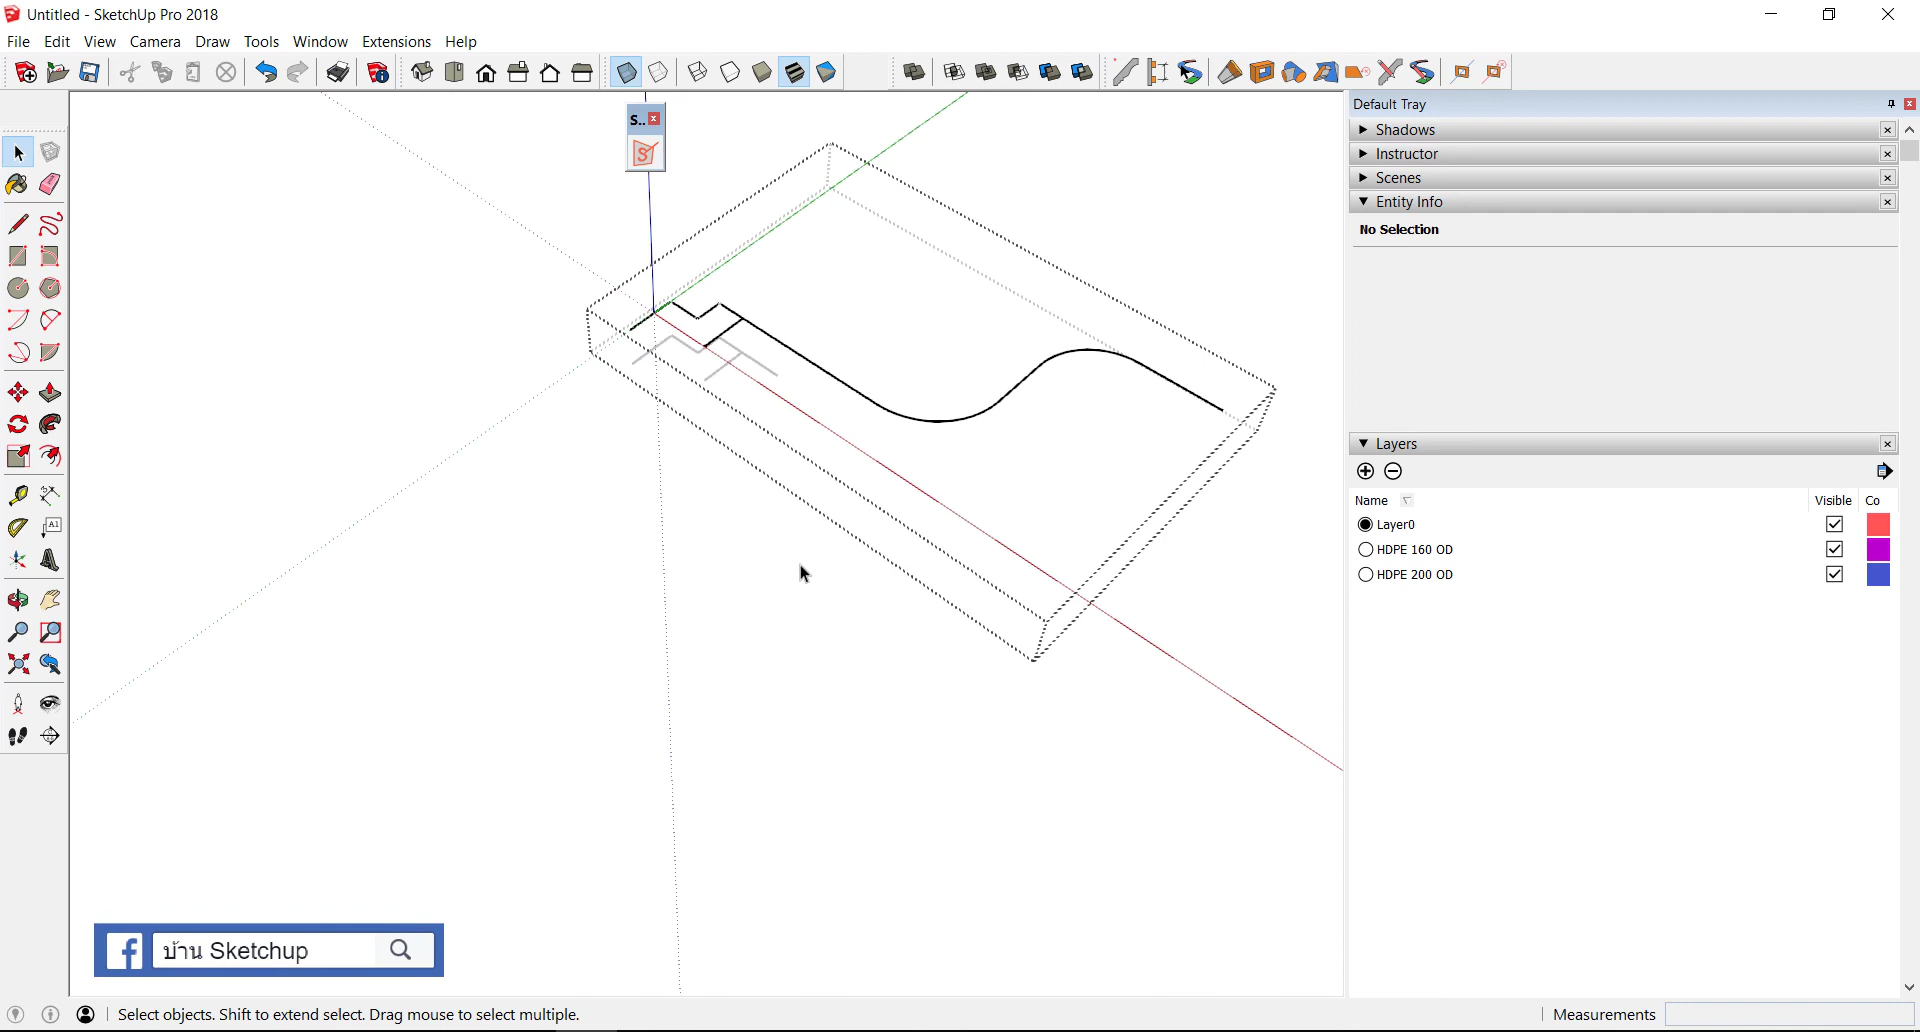 Untitled - SketchUp Pro 2018
File Edit View Camera Draw Tools Window Extensions Help
S..
Default Tray
Shadows
Instructor
Scenes
Entity Info
No Selection
Layers
Name Visible Co
Layer0
HDPE 160 OD
HDPE 200 OD
A1
บ้าน Sketchup
Select objects. Shift to extend select. Drag mouse to select multiple.
Measurements